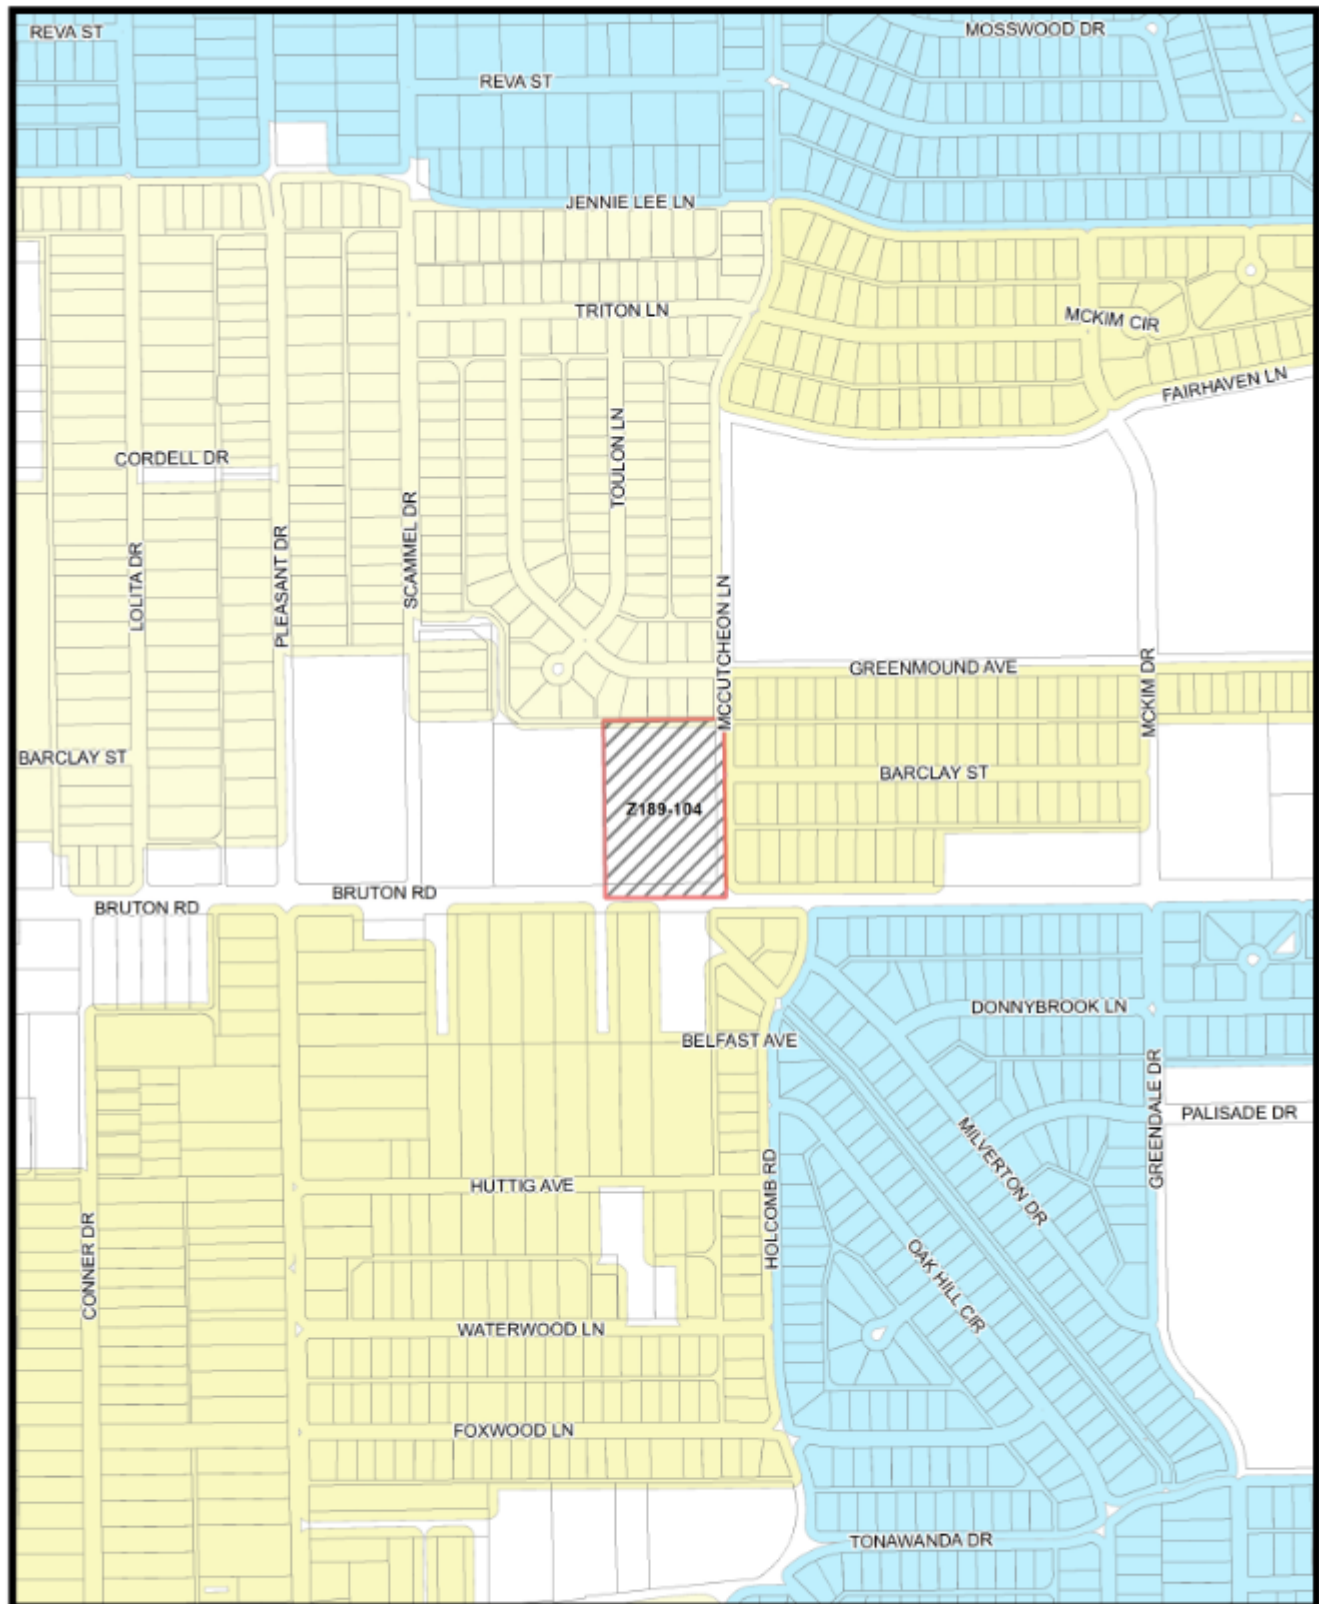 REVA ST
MOSSWOOD DR
REVA ST
JENNIE LEE LN
TRITON LN
MCKIM CIR
FAIRHAVEN LN
TOULON LN
CORDELL DR
SCAMMEL DR
PLEASANT DR
LOLITA DR
MCCUTCHEON LN
GREENMOUND AVE
MCKIM DR
BARCLAY ST
BARCLAY ST
Z189-104
BRUTON RD
BRUTON RD
DONNYBROOK LN
BELFAST AVE
GREENDALE DR
PALISADE DR
MILVERTON DR
HUTTIG AVE
HOLCOMB RD
CONNER DR
OAK HILL CIR
WATERWOOD LN
FOXWOOD LN
TONAWANDA DR